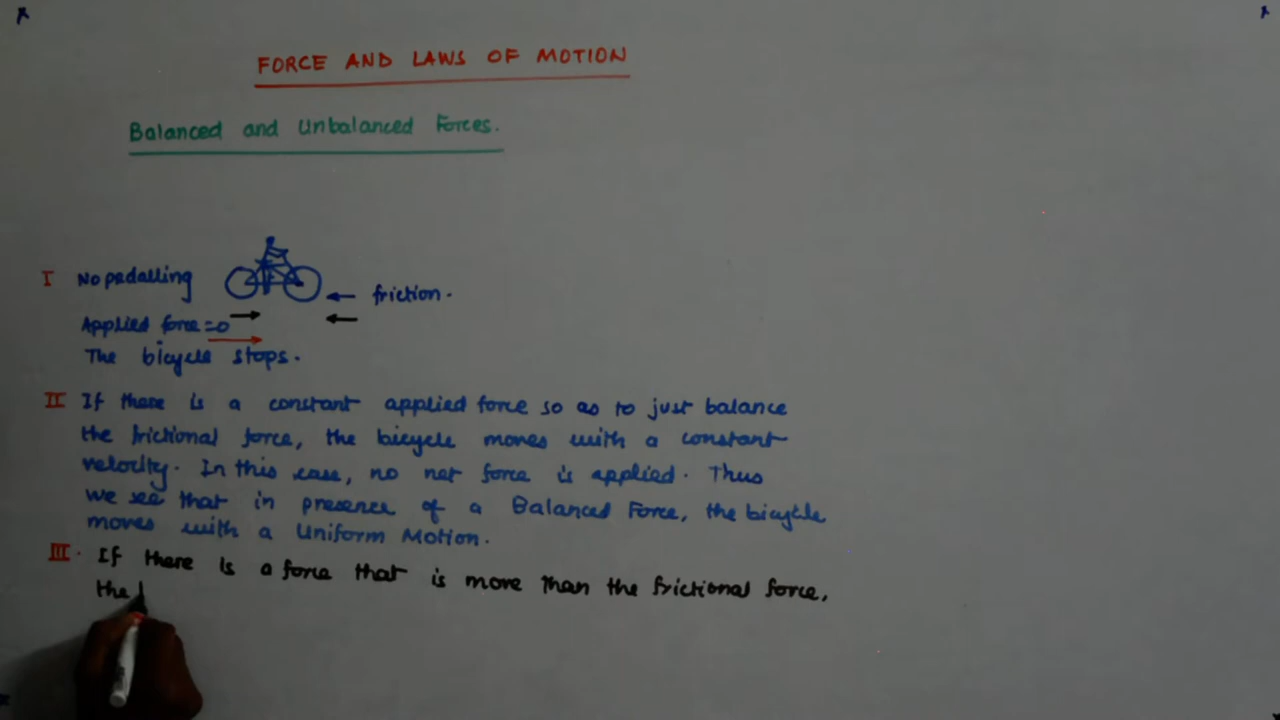 FORCE AND LAWS OF MOTION
Balanced and Unbalanced Forces.
I No pedalling
friction.
Applied force=0
The bicycle stops.
II If there is a constant applied force so as to just balance
the frictional force, the bicycle moves with a constant
velocity. In this case, no net force is applied. Thus
we see that in presence of a Balanced Force, the bicycle
moves with a Uniform Motion.
III. If there is a force that is more than the frictional force,
the